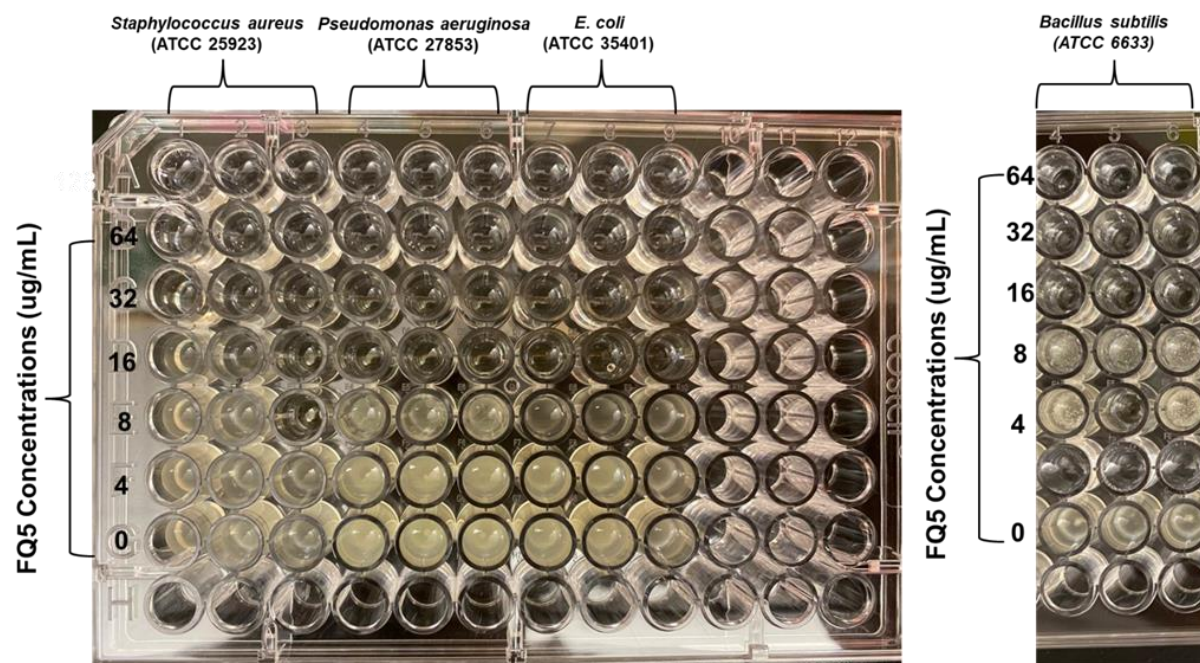 Staphylococcus aureus
(ATCC 25923)
Pseudomonas aeruginosa
(ATCC 27853)
E. coli
(ATCC 35401)
Bacillus subtilis
(ATCC 6633)
1 2 3 4 5 6 7 8 9 10 11 12
A
FQ5 Concentrations (ug/mL)
64
32
16
8
4
0
H
4 5 6
FQ5 Concentrations (ug/mL)
64
32
16
8
4
0